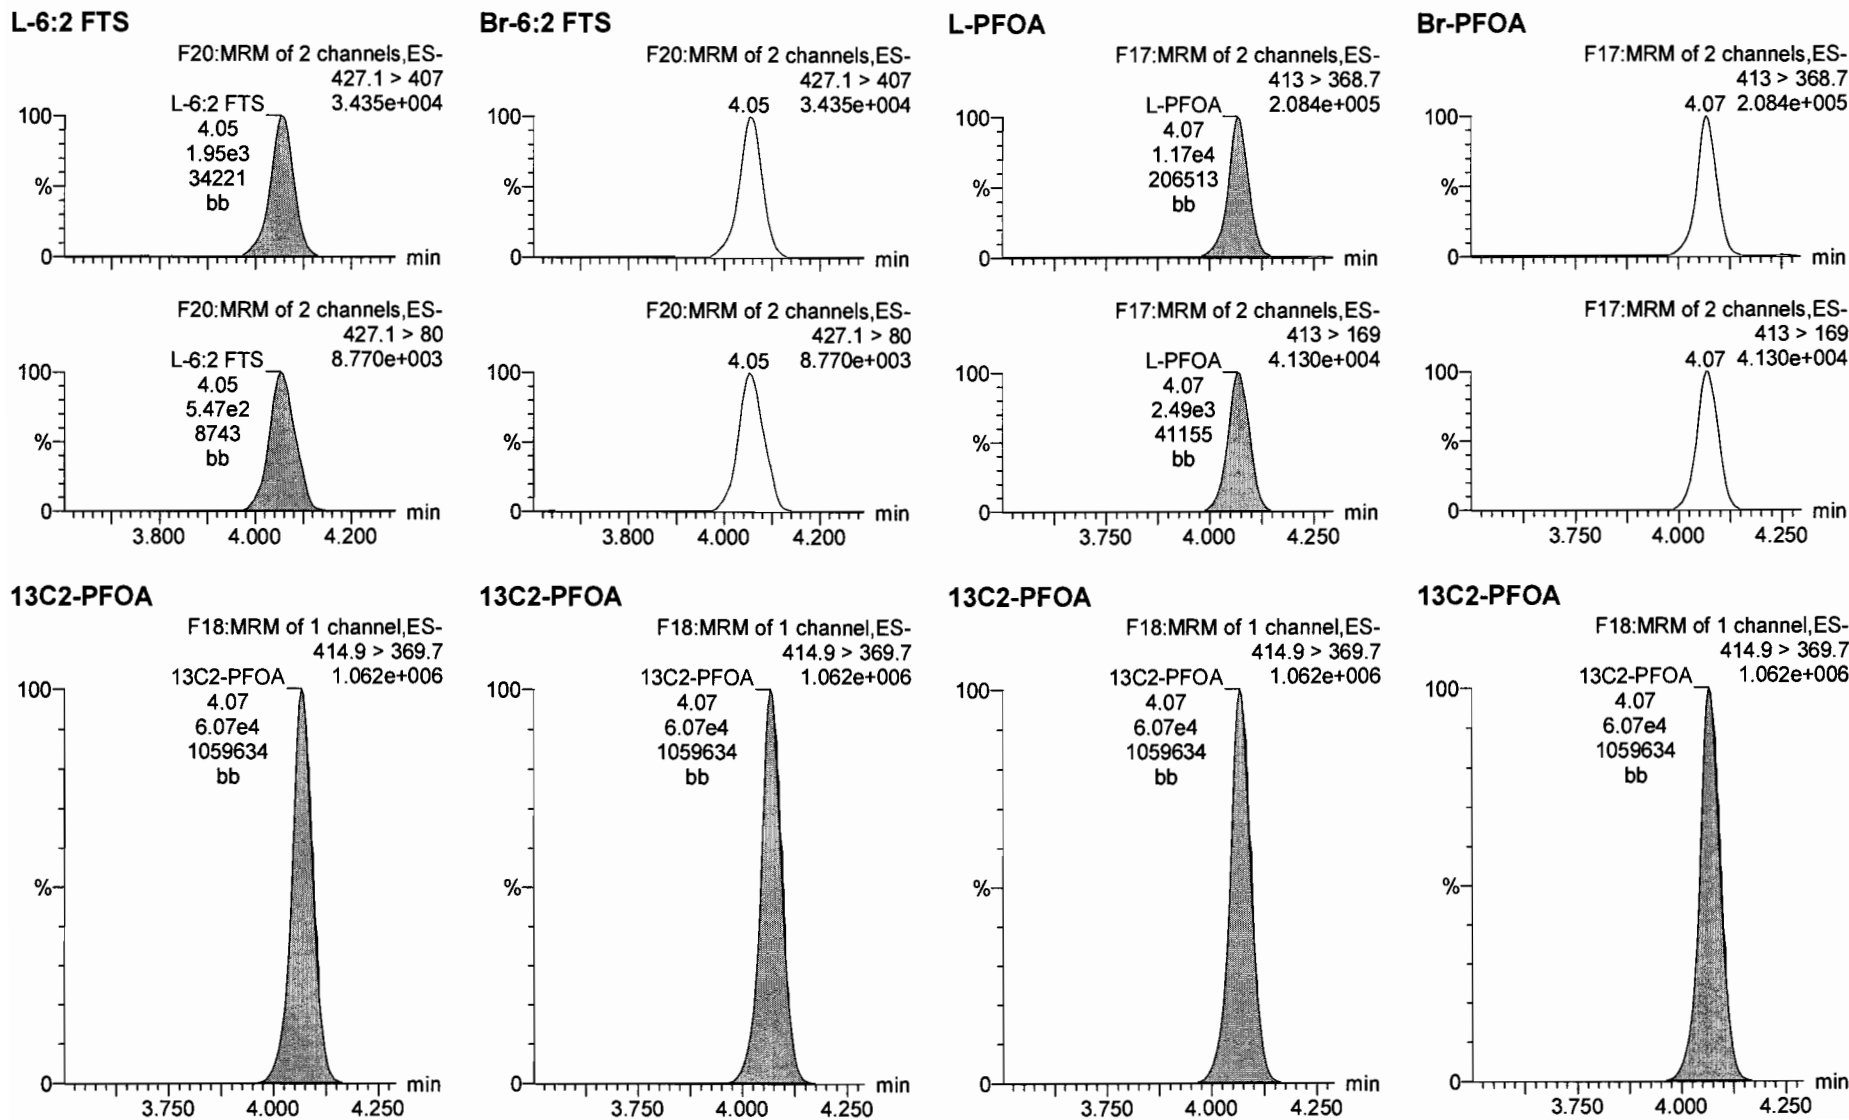 L-6:2 FTS
F20:MRM of 2 channels,ES-
427.1 > 407
3.435e+004
L-6:2 FTS
4.05
1.95e3
34221
bb
100
%
0
min
F20:MRM of 2 channels,ES-
427.1 > 80
8.770e+003
L-6:2 FTS
4.05
5.47e2
8743
bb
100
%
0
min
3.800 4.000 4.200
Br-6:2 FTS
F20:MRM of 2 channels,ES-
427.1 > 407
4.05 3.435e+004
100
%
0
min
F20:MRM of 2 channels,ES-
427.1 > 80
4.05 8.770e+003
100
%
0
min
3.800 4.000 4.200
L-PFOA
F17:MRM of 2 channels,ES-
413 > 368.7
2.084e+005
L-PFOA
4.07
1.17e4
206513
bb
100
%
0
min
F17:MRM of 2 channels,ES-
413 > 169
4.130e+004
L-PFOA
4.07
2.49e3
41155
bb
100
%
0
min
3.750 4.000 4.250
Br-PFOA
F17:MRM of 2 channels,ES-
413 > 368.7
4.07 2.084e+005
100
%
0
min
F17:MRM of 2 channels,ES-
413 > 169
4.07 4.130e+004
100
%
0
min
3.750 4.000 4.250
13C2-PFOA
F18:MRM of 1 channel,ES-
414.9 > 369.7
1.062e+006
13C2-PFOA
4.07
6.07e4
1059634
bb
100
%
0
min
3.750 4.000 4.250
13C2-PFOA
F18:MRM of 1 channel,ES-
414.9 > 369.7
1.062e+006
13C2-PFOA
4.07
6.07e4
1059634
bb
100
%
0
min
3.750 4.000 4.250
13C2-PFOA
F18:MRM of 1 channel,ES-
414.9 > 369.7
1.062e+006
13C2-PFOA
4.07
6.07e4
1059634
bb
100
%
0
min
3.750 4.000 4.250
13C2-PFOA
F18:MRM of 1 channel,ES-
414.9 > 369.7
1.062e+006
13C2-PFOA
4.07
6.07e4
1059634
bb
100
%
0
min
3.750 4.000 4.250